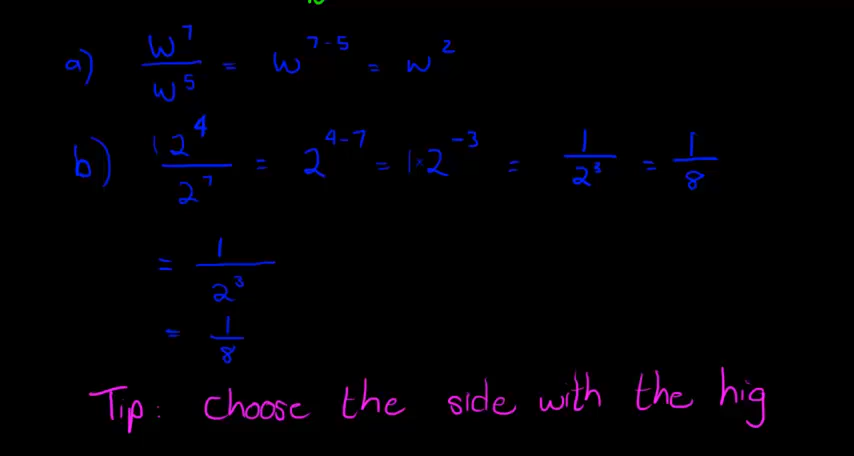 a) w^7/w^5 = w^(7-5) = w^2
b) 1 2^4/2^7 = 2^(4-7) = 1×2^(-3) = 1/2^3 = 1/8
= 1/2^3
= 1/8
Tip: choose the side with the hig